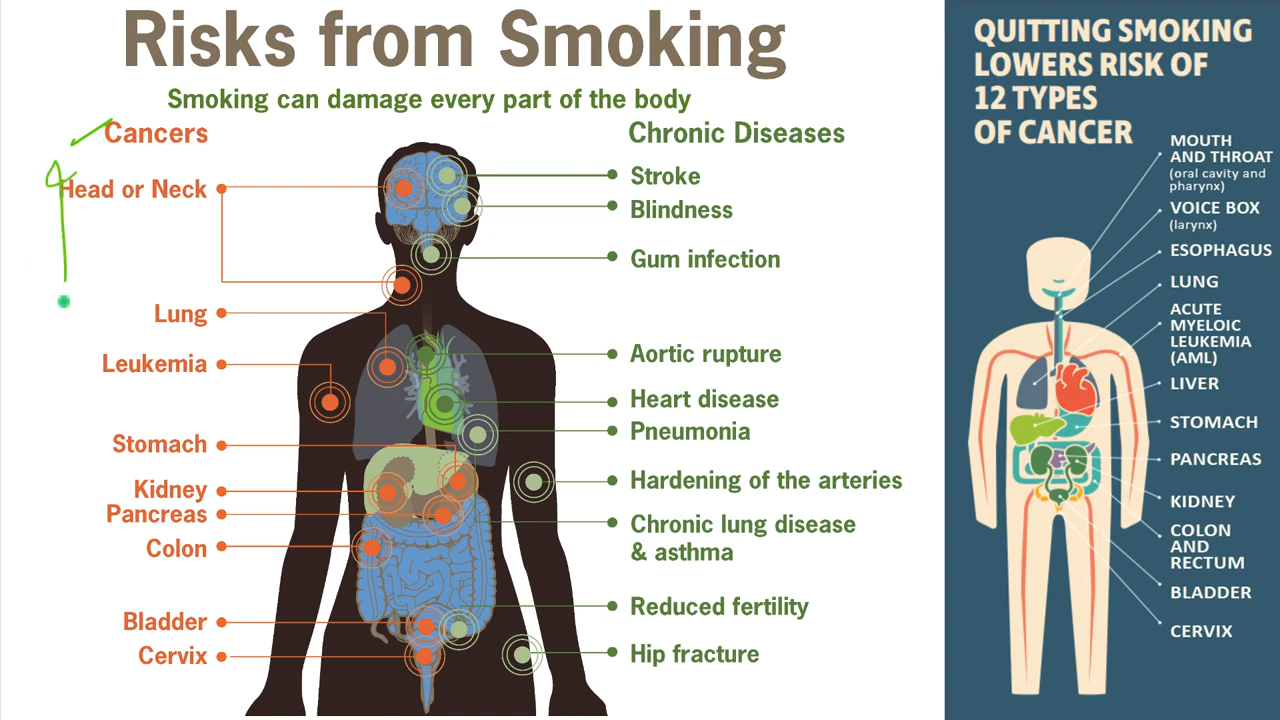 Risks from Smoking
Smoking can damage every part of the body
Cancers
Head or Neck
Lung
Leukemia
Stomach
Kidney
Pancreas
Colon
Bladder
Cervix
Chronic Diseases
Stroke
Blindness
Gum infection
Aortic rupture
Heart disease
Pneumonia
Hardening of the arteries
Chronic lung disease
& asthma
Reduced fertility
Hip fracture
QUITTING SMOKING
LOWERS RISK OF
12 TYPES
OF CANCER
MOUTH
AND THROAT
(oral cavity and
pharynx)
VOICE BOX
(larynx)
ESOPHAGUS
LUNG
ACUTE
MYELOIC
LEUKEMIA
(AML)
LIVER
STOMACH
PANCREAS
KIDNEY
COLON
AND
RECTUM
BLADDER
CERVIX